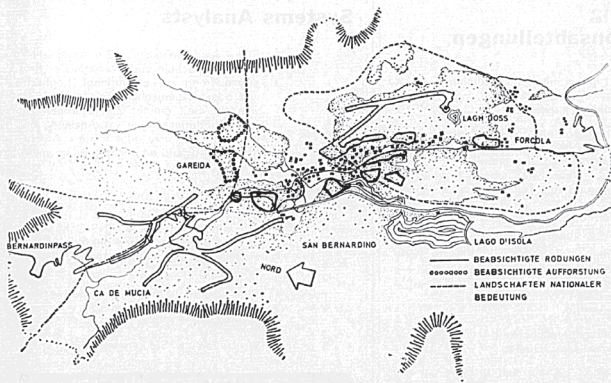 LAGH DOSS
FORCOLA
GAREIDA
BERNARDINPASS
SAN BERNARDINO
LAGO D'ISOLA
NORD
CA DE MUCIA
BEABSICHTIGTE RODUNGEN
BEABSICHTIGTE AUFFORSTUNG
LANDSCHAFTEN NATIONALER
BEDEUTUNG